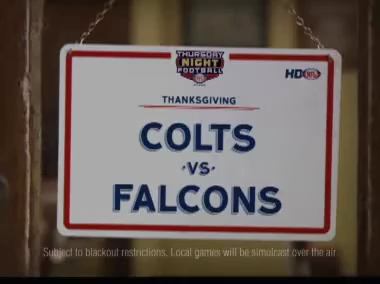 THURSDAY
NIGHT
FOOTBALL
HD NFL
THANKSGIVING
COLTS
·VS·
FALCONS
Subject to blackout restrictions. Local games will be simulcast over the air.